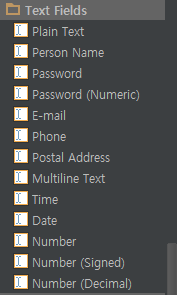 Text Fields
Plain Text
Person Name
Password
Password (Numeric)
E-mail
Phone
Postal Address
Multiline Text
Time
Date
Number
Number (Signed)
Number (Decimal)